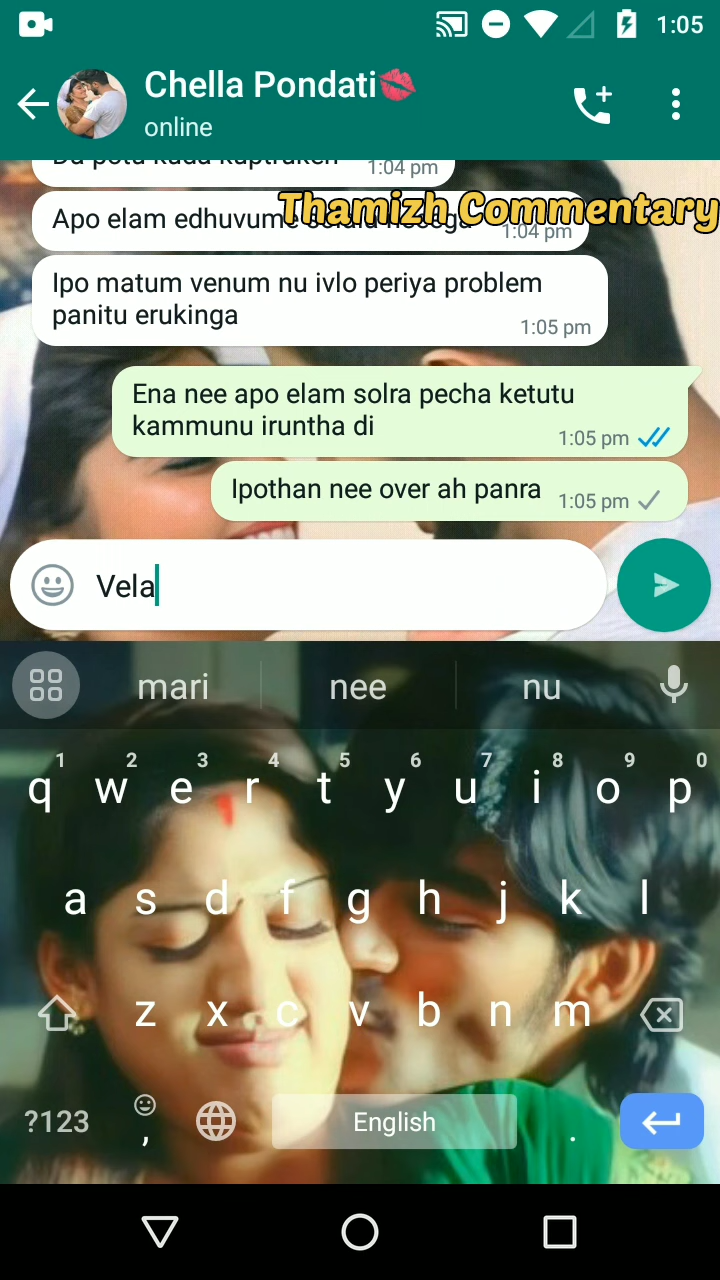 1:05
Chella Pondati💋
online
1:04 pm
Thamizh Commentary
Apo elam edhuvume
1:04 pm
Ipo matum venum nu ivlo periya problem
panitu erukinga
1:05 pm
Ena nee apo elam solra pecha ketutu
kammunu iruntha di
1:05 pm
Ipothan nee over ah panra
1:05 pm
Vela
mari nee nu
1 2 3 4 5 6 7 8 9 0
q w e r t y u i o p
a s d f g h j k l
z x c v b n m
?123 , English .